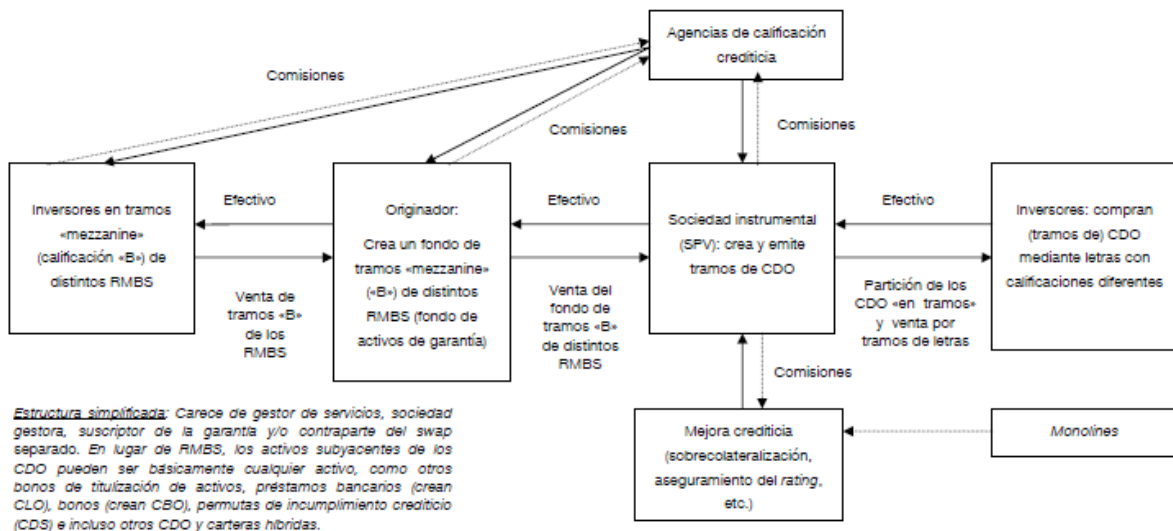 Agencias de calificación
crediticia
Comisiones
Comisiones
Comisiones
Inversores en tramos
«mezzanine»
(calificación «B») de
distintos RMBS
Efectivo
Venta de
tramos «B»
de los
RMBS
Originador:
Crea un fondo de
tramos «mezzanine»
(«B») de distintos
RMBS (fondo de
activos de garantía)
Efectivo
Venta del
fondo de
tramos «B»
de distintos
RMBS
Sociedad instrumental
(SPV): crea y emite
tramos de CDO
Efectivo
Partición de los
CDO «en tramos»
y venta por
tramos de letras
Inversores: compran
(tramos de) CDO
mediante letras con
calificaciones diferentes
Comisiones
Mejora crediticia
(sobrecolateralización,
aseguramiento del rating,
etc.)
Monolines
Estructura simplificada: Carece de gestor de servicios, sociedad
gestora, suscriptor de la garantía y/o contraparte del swap
separado. En lugar de RMBS, los activos subyacentes de los
CDO pueden ser básicamente cualquier activo, como otros
bonos de titulización de activos, préstamos bancarios (crean
CLO), bonos (crean CBO), permutas de incumplimiento crediticio
(CDS) e incluso otros CDO y carteras híbridas.